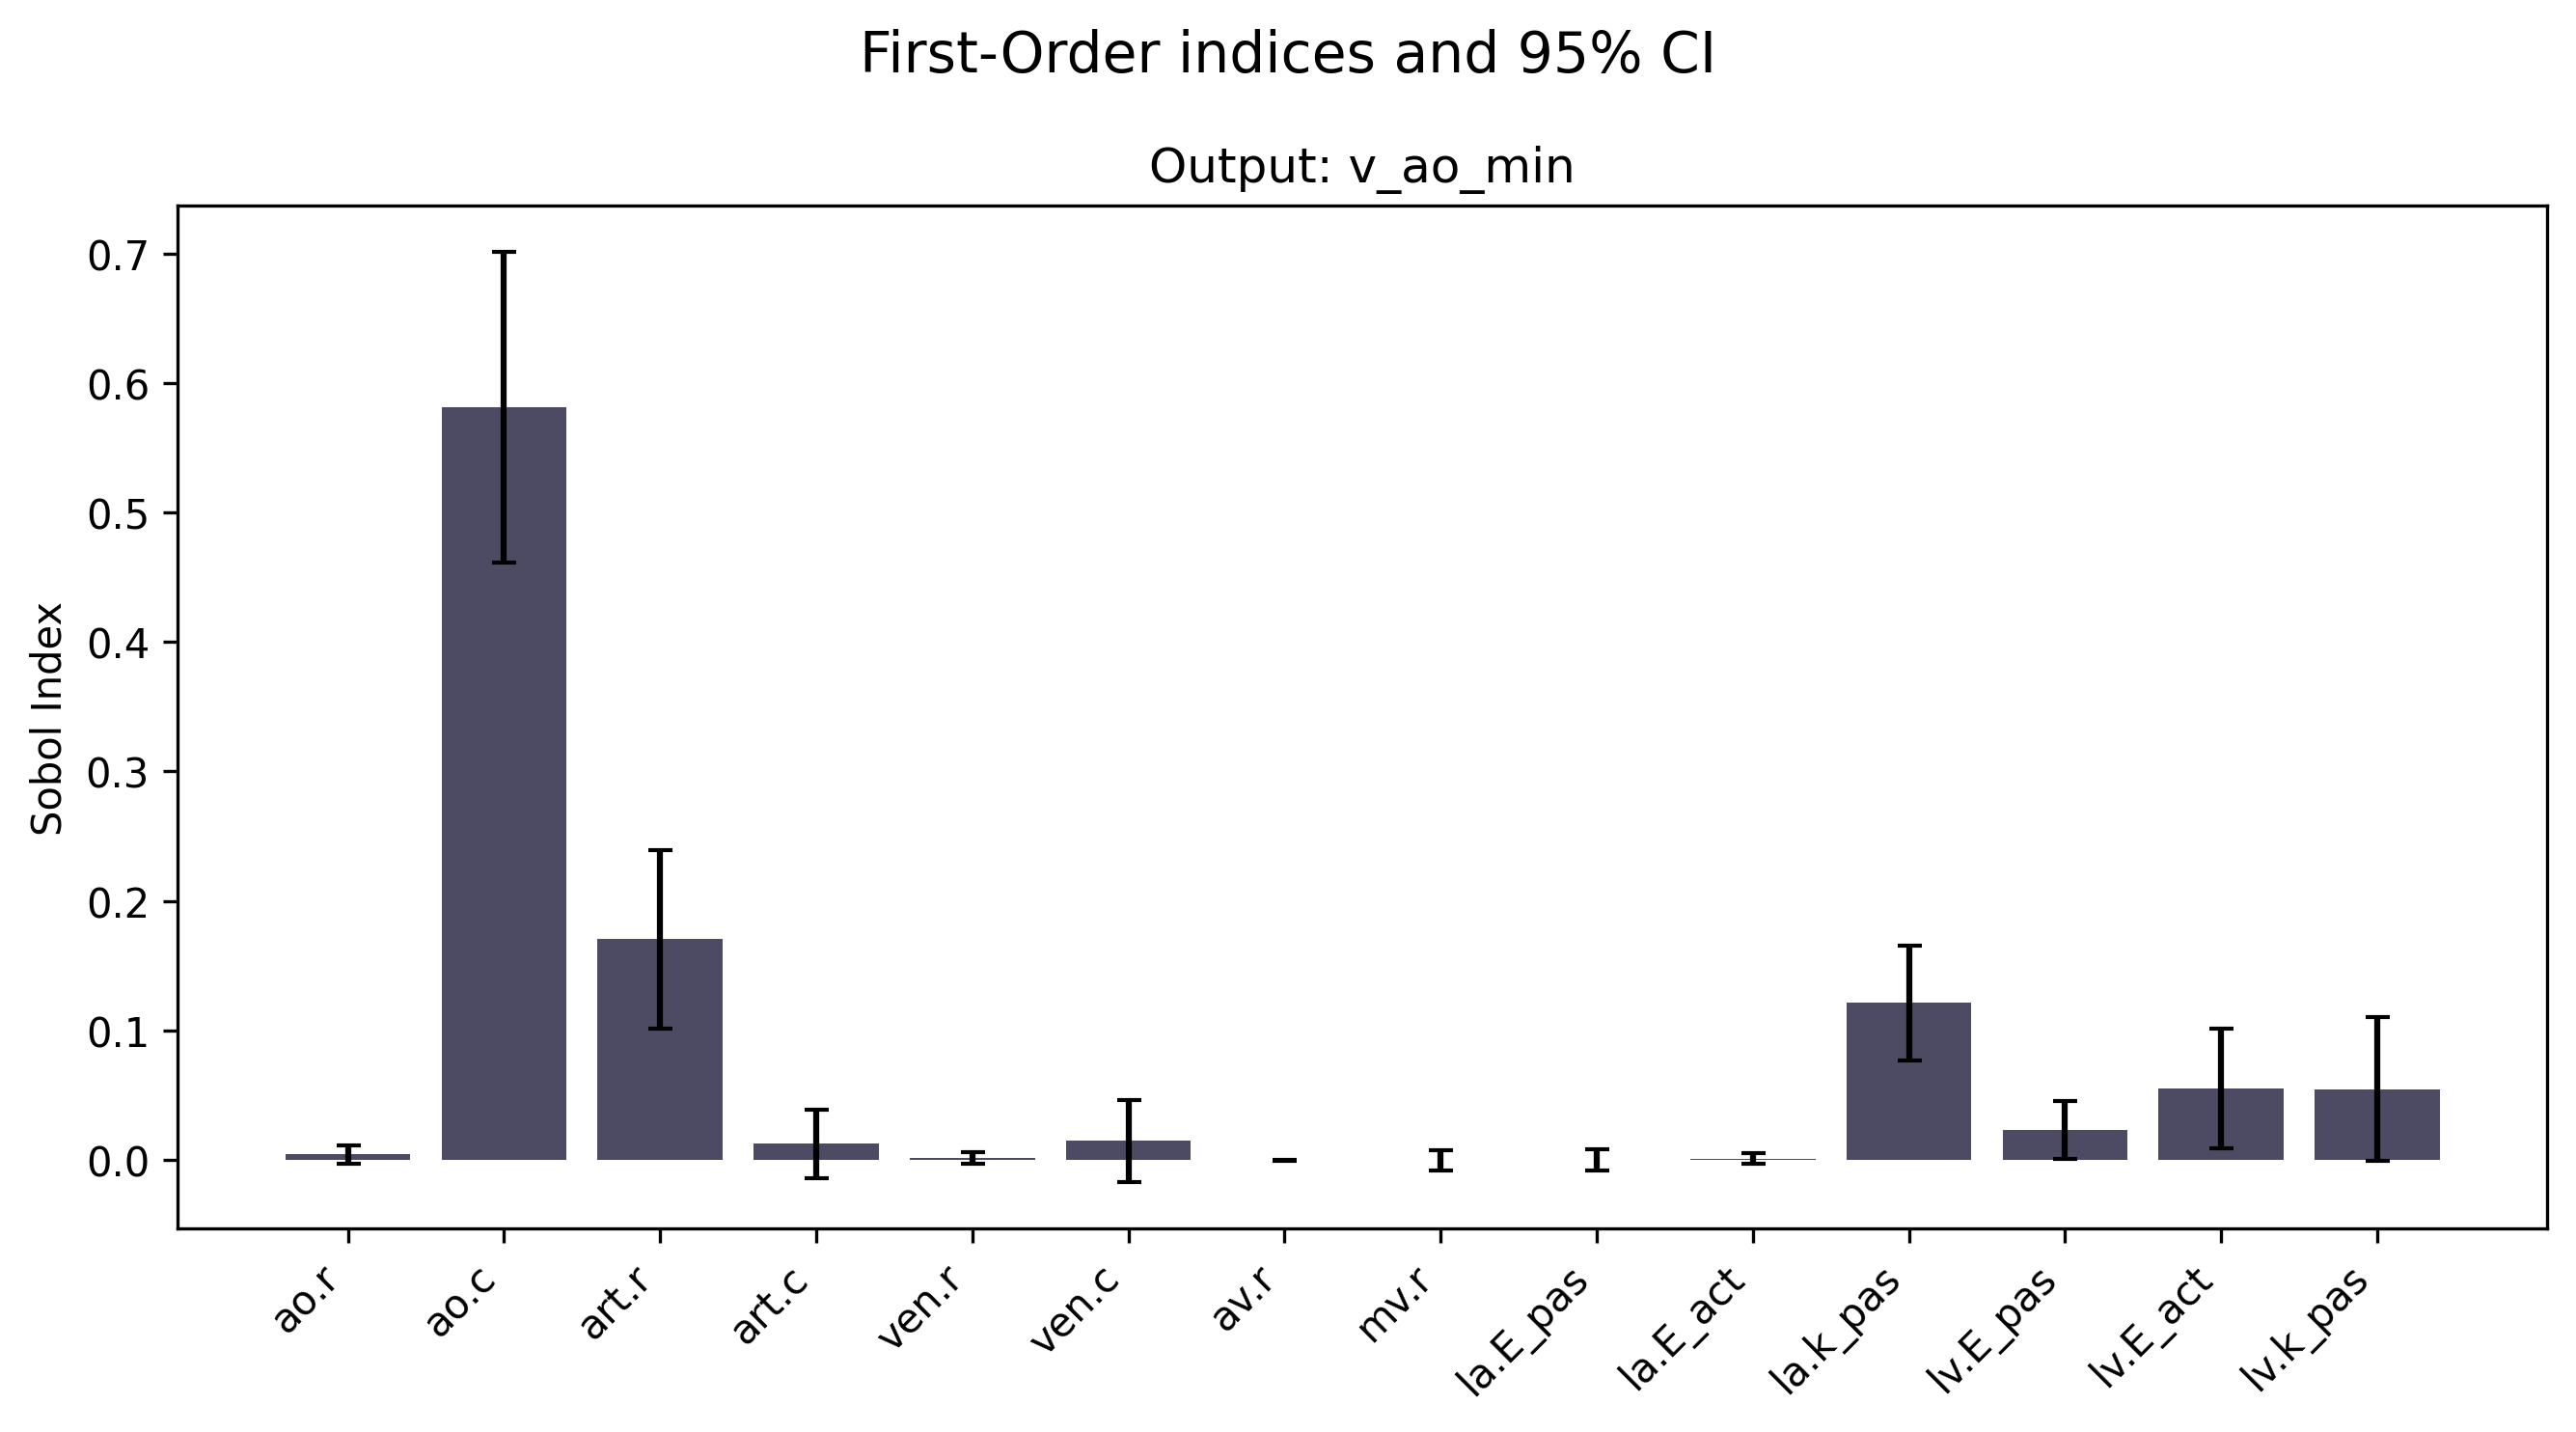 First-Order indices and 95% CI
Output: v_ao_min
Sobol Index
0.7
0.6
0.5
0.4
0.3
0.2
0.1
0.0
ao.r
ao.c
art.r
art.c
ven.r
ven.c
av.r
mv.r
la.E_pas
la.E_act
la.k_pas
lv.E_pas
lv.E_act
lv.k_pas